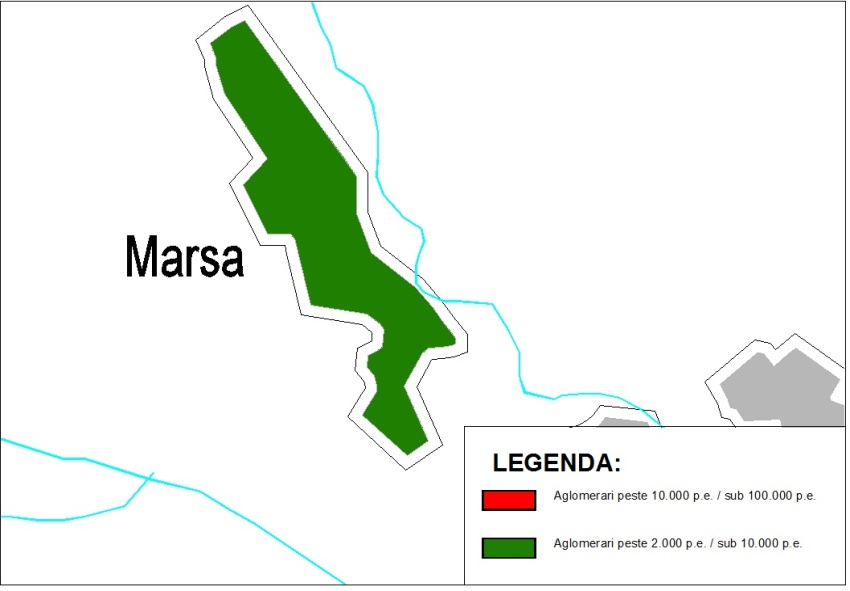 Marsa
LEGENDA:
Aglomerari peste 10.000 p.e. / sub 100.000 p.e.
Aglomerari peste 2.000 p.e. / sub 10.000 p.e.